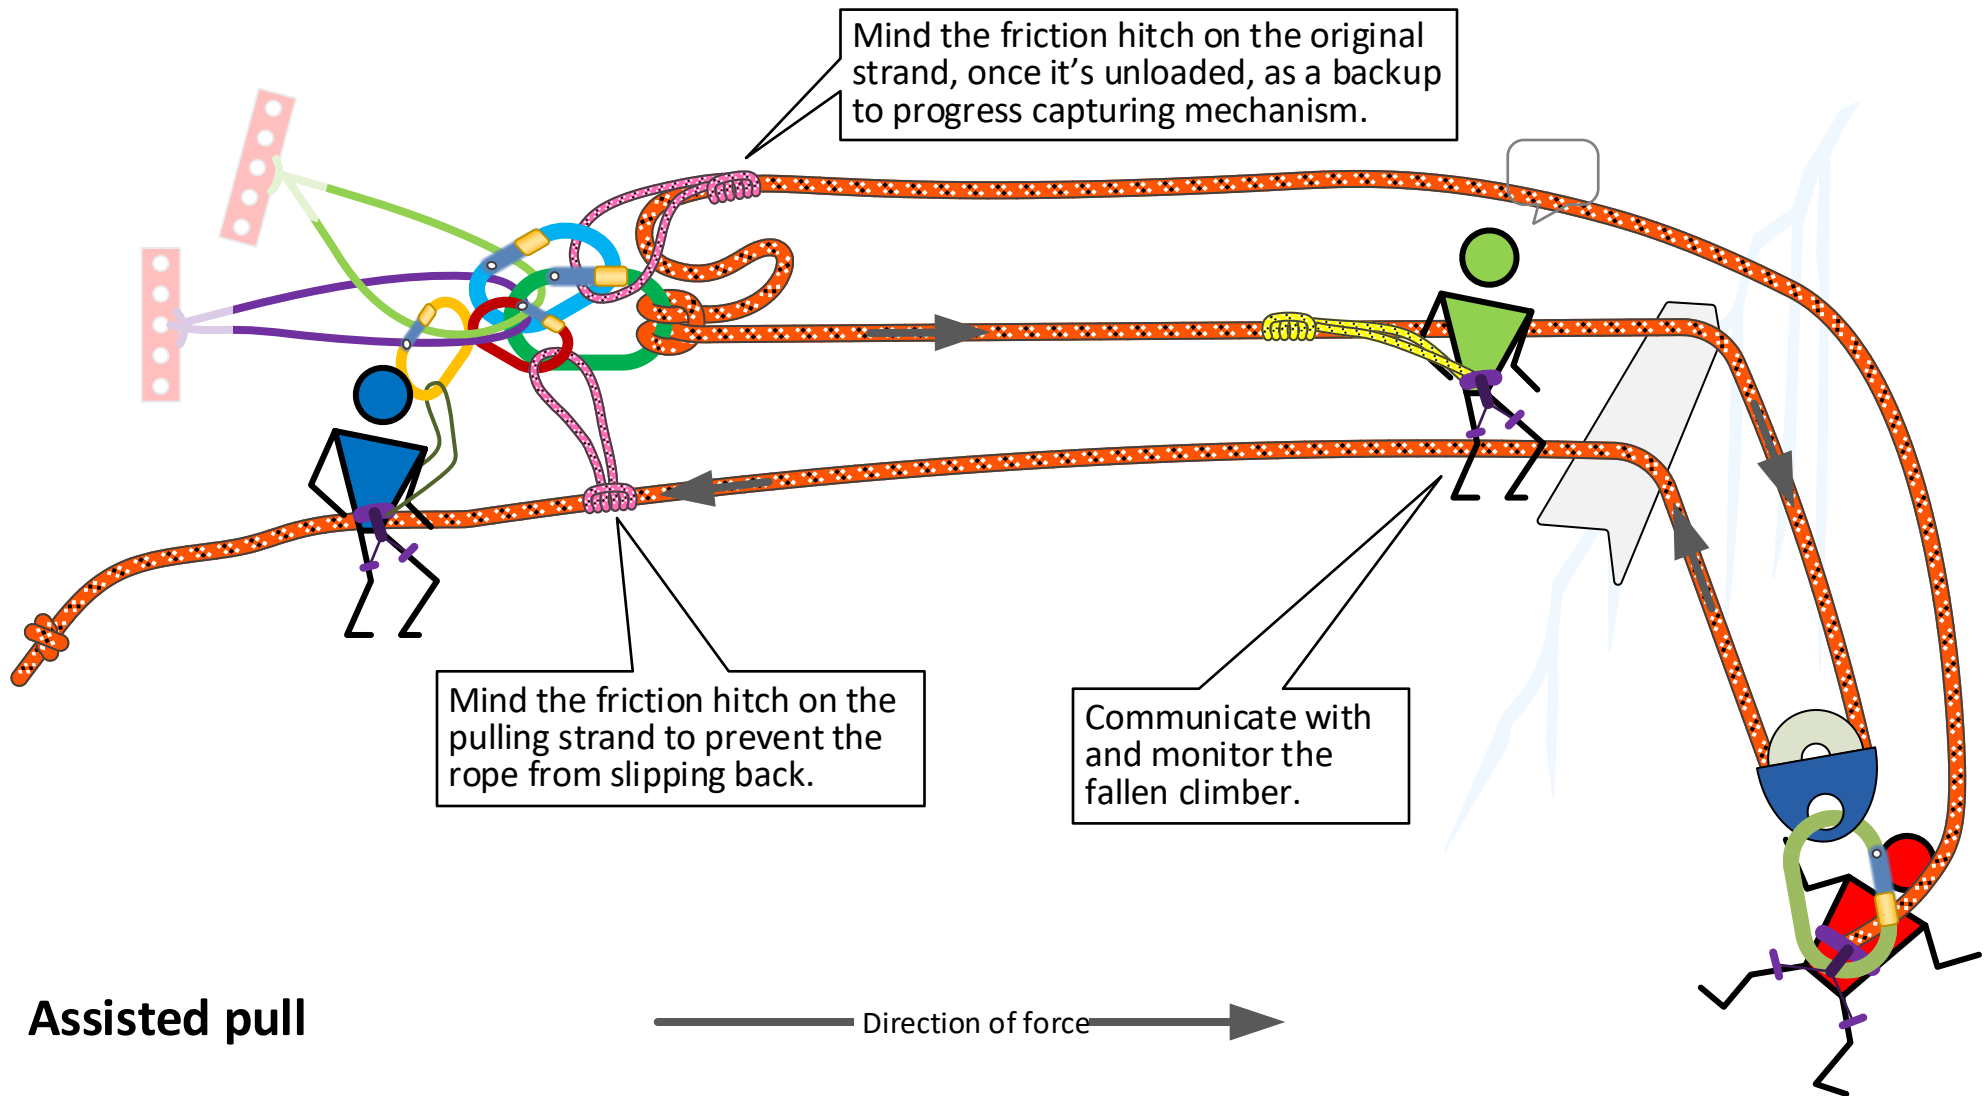 Mind the friction hitch on the original
strand, once it’s unloaded, as a backup
to progress capturing mechanism.
Mind the friction hitch on the
pulling strand to prevent the
rope from slipping back.
Communicate with
and monitor the
fallen climber.
Assisted pull
Direction of force